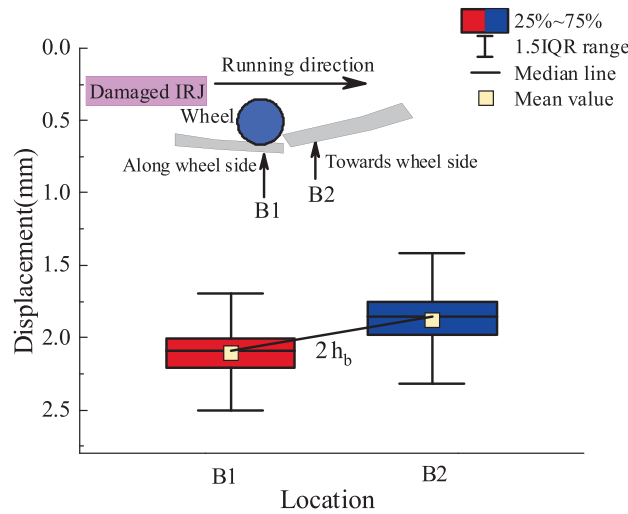 25%~75%
1.5IQR range
Median line
Mean value
Running direction
Damaged IRJ
Wheel
Along wheel side
Towards wheel side
B1
B2
2 h_b
0.0
0.5
1.0
1.5
2.0
2.5
Displacement(mm)
B1
B2
Location